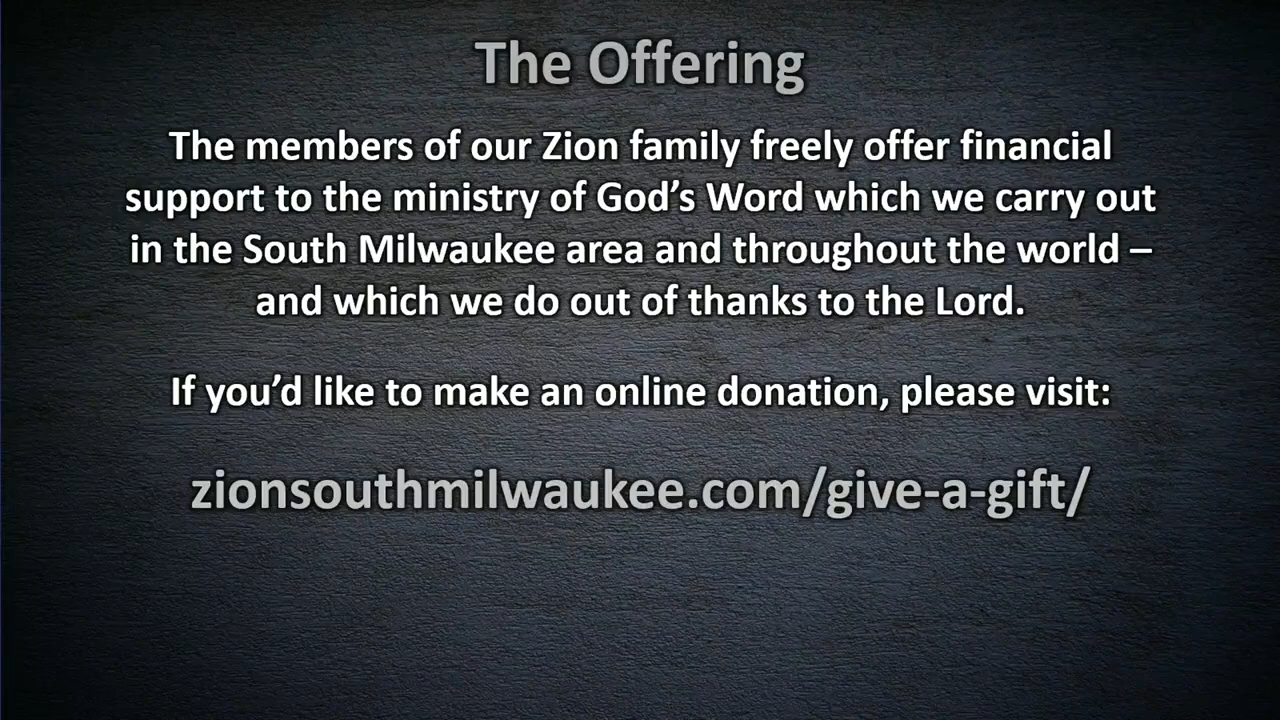 The Offering
The members of our Zion family freely offer financial
support to the ministry of God’s Word which we carry out
in the South Milwaukee area and throughout the world –
and which we do out of thanks to the Lord.
If you’d like to make an online donation, please visit:
zionsouthmilwaukee.com/give-a-gift/